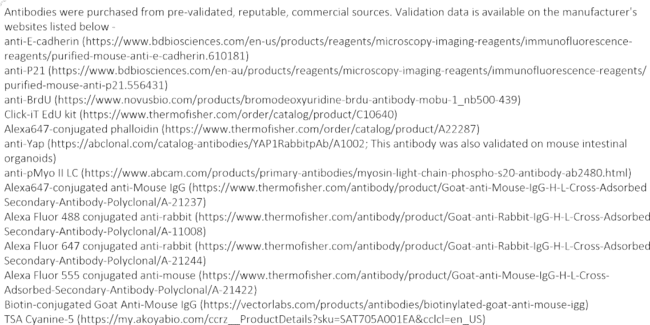 Antibodies were purchased from pre-validated, reputable, commercial sources. Validation data is available on the manufacturer's
websites listed below -
anti-E-cadherin (https://www.bdbiosciences.com/en-us/products/reagents/microscopy-imaging-reagents/immunofluorescence-
reagents/purified-mouse-anti-e-cadherin.610181)
anti-P21 (https://www.bdbiosciences.com/en-au/products/reagents/microscopy-imaging-reagents/immunofluorescence-reagents/
purified-mouse-anti-p21.556431)
anti-BrdU (https://www.novusbio.com/products/bromodeoxyuridine-brdu-antibody-mobu-1_nb500-439)
Click-iT EdU kit (https://www.thermofisher.com/order/catalog/product/C10640)
Alexa647-conjugated phalloidin (https://www.thermofisher.com/order/catalog/product/A22287)
anti-Yap (https://abclonal.com/catalog-antibodies/YAP1RabbitpAb/A1002; This antibody was also validated on mouse intestinal
organoids)
anti-pMyo II LC (https://www.abcam.com/products/primary-antibodies/myosin-light-chain-phospho-s20-antibody-ab2480.html)
Alexa647-conjugated anti-Mouse IgG (https://www.thermofisher.com/antibody/product/Goat-anti-Mouse-IgG-H-L-Cross-Adsorbed
Secondary-Antibody-Polyclonal/A-21237)
Alexa Fluor 488 conjugated anti-rabbit (https://www.thermofisher.com/antibody/product/Goat-anti-Rabbit-IgG-H-L-Cross-Adsorbed
Secondary-Antibody-Polyclonal/A-11008)
Alexa Fluor 647 conjugated anti-rabbit (https://www.thermofisher.com/antibody/product/Goat-anti-Rabbit-IgG-H-L-Cross-Adsorbed
Secondary-Antibody-Polyclonal/A-21244)
Alexa Fluor 555 conjugated anti-mouse (https://www.thermofisher.com/antibody/product/Goat-anti-Mouse-IgG-H-L-Cross-
Adsorbed-Secondary-Antibody-Polyclonal/A-21422)
Biotin-conjugated Goat Anti-Mouse IgG (https://vectorlabs.com/products/antibodies/biotinylated-goat-anti-mouse-igg)
TSA Cyanine-5 (https://my.akoyabio.com/ccrz__ProductDetails?sku=SAT705A001EA&cclcl=en_US)